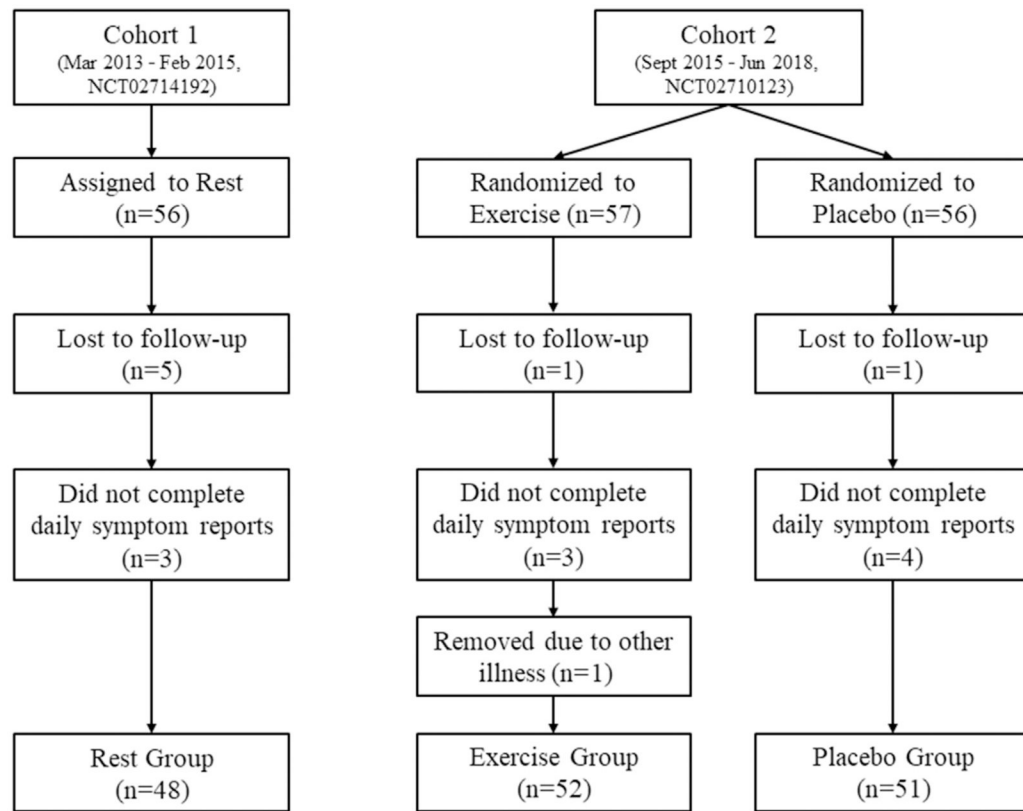 Cohort 1
(Mar 2013 - Feb 2015,
NCT02714192)
Cohort 2
(Sept 2015 - Jun 2018,
NCT02710123)
Assigned to Rest
(n=56)
Randomized to
Exercise (n=57)
Randomized to
Placebo (n=56)
Lost to follow-up
(n=5)
Lost to follow-up
(n=1)
Lost to follow-up
(n=1)
Did not complete
daily symptom reports
(n=3)
Did not complete
daily symptom reports
(n=3)
Did not complete
daily symptom reports
(n=4)
Removed due to other
illness (n=1)
Rest Group
(n=48)
Exercise Group
(n=52)
Placebo Group
(n=51)